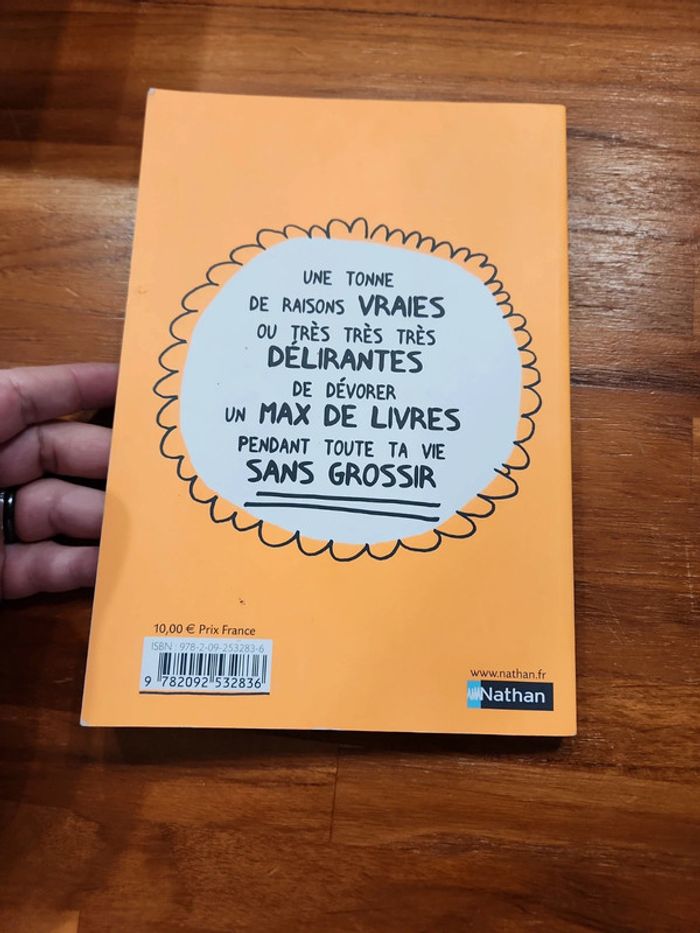 UNE TONNE
DE RAISONS VRAIES
OU TRÈS TRÈS TRÈS
DÉLIRANTES
DE DÉVORER
UN MAX DE LIVRES
PENDANT TOUTE TA VIE
SANS GROSSIR
10,00 € Prix France
ISBN : 978-2-09-253283-6
9 782092 532836
www.nathan.fr
Nathan